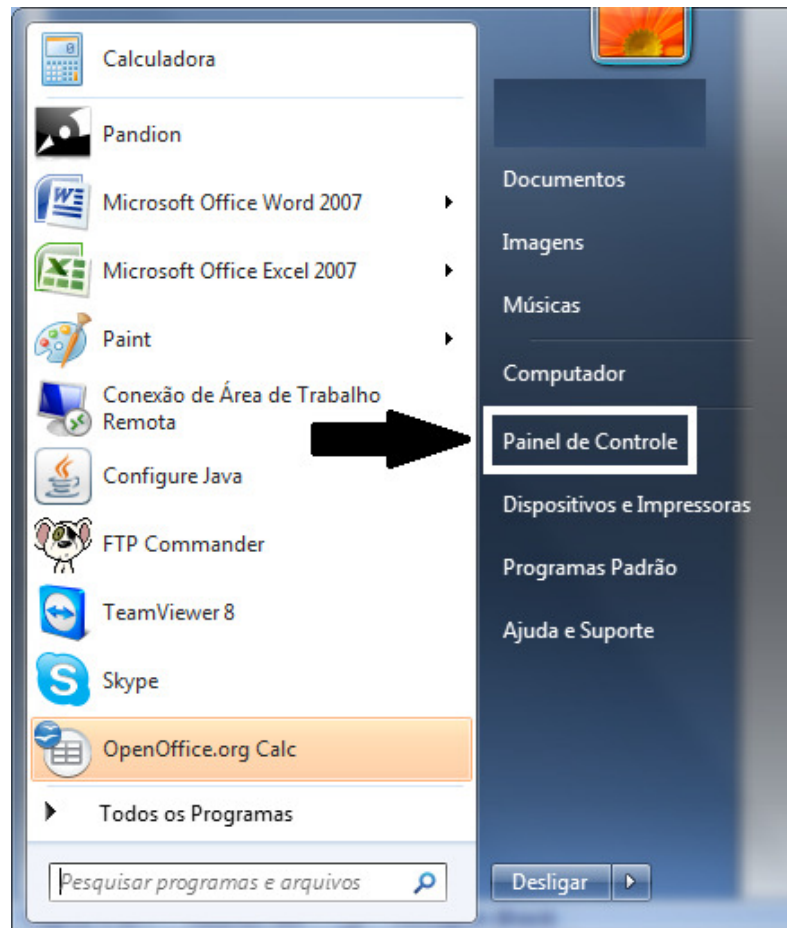 Calculadora
Pandion
Microsoft Office Word 2007
Microsoft Office Excel 2007
Paint
Conexão de Área de Trabalho
Remota
Configure Java
FTP Commander
TeamViewer 8
Skype
OpenOffice.org Calc
Todos os Programas
Pesquisar programas e arquivos
Documentos
Imagens
Músicas
Computador
Painel de Controle
Dispositivos e Impressoras
Programas Padrão
Ajuda e Suporte
Desligar